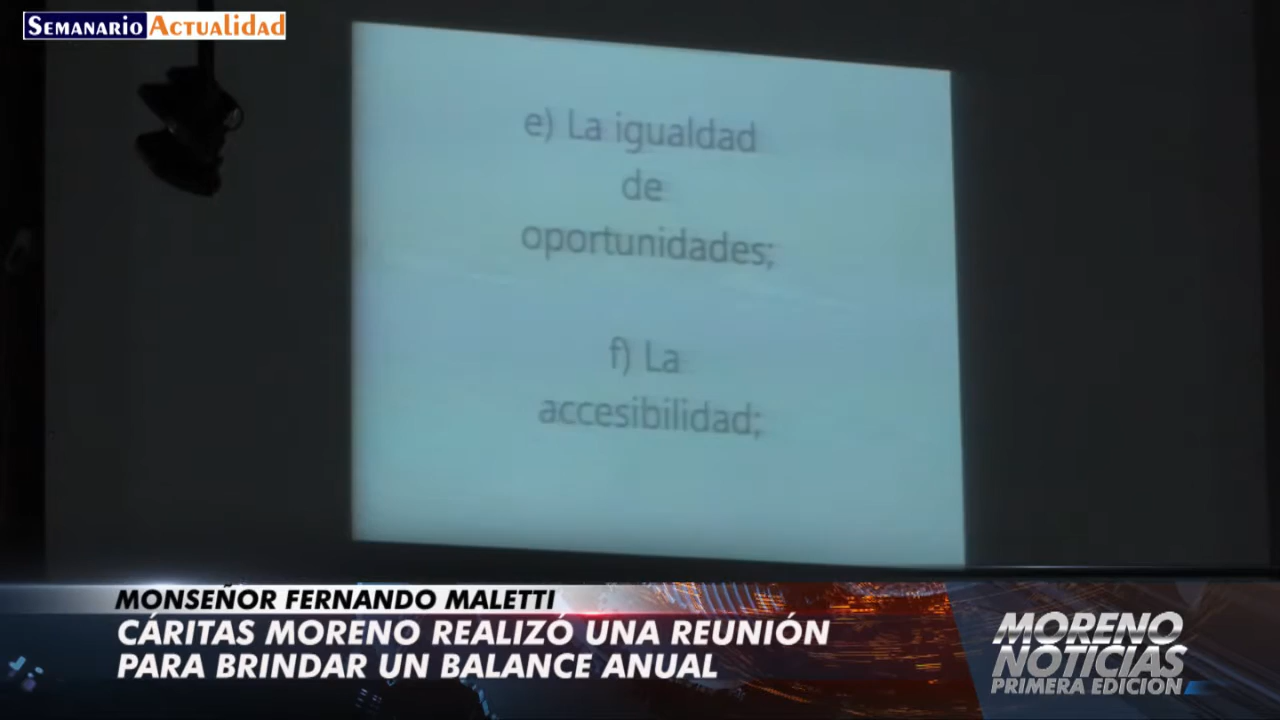 SEMANARIO ACTUALIDAD
e) La igualdad
de
oportunidades;
f) La
accesibilidad;
MONSEÑOR FERNANDO MALETTI
CÁRITAS MORENO REALIZÓ UNA REUNIÓN
PARA BRINDAR UN BALANCE ANUAL
MORENO
NOTICIAS
PRIMERA EDICION